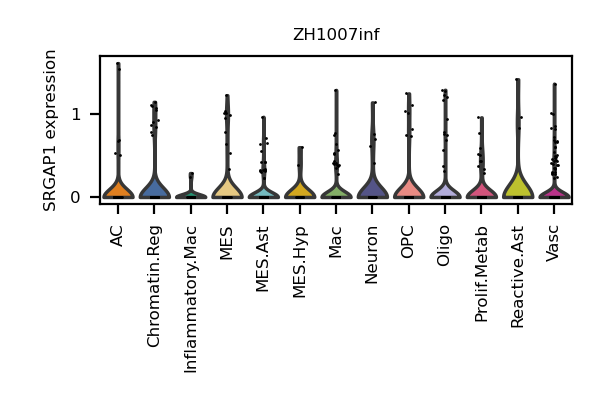 ZH1007inf
SRGAP1 expression
1
0
AC
Chromatin.Reg
Inflammatory.Mac
MES
MES.Ast
MES.Hyp
Mac
Neuron
OPC
Oligo
Prolif.Metab
Reactive.Ast
Vasc